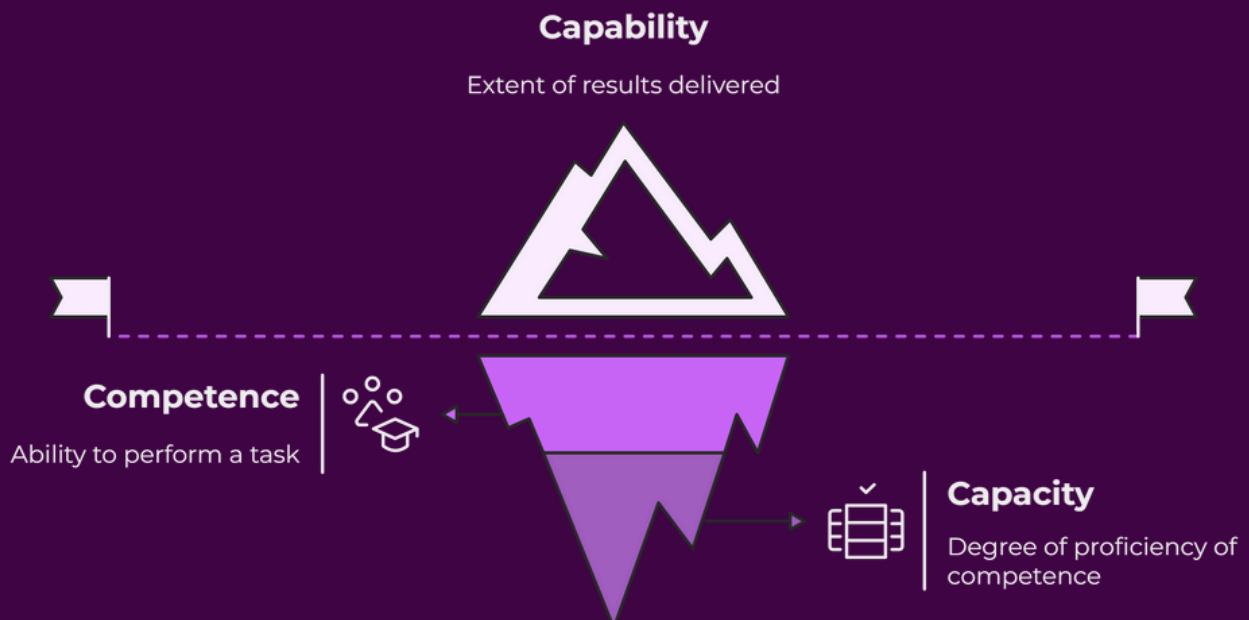 Capability
Extent of results delivered
Competence
Ability to perform a task
Capacity
Degree of proficiency of
competence